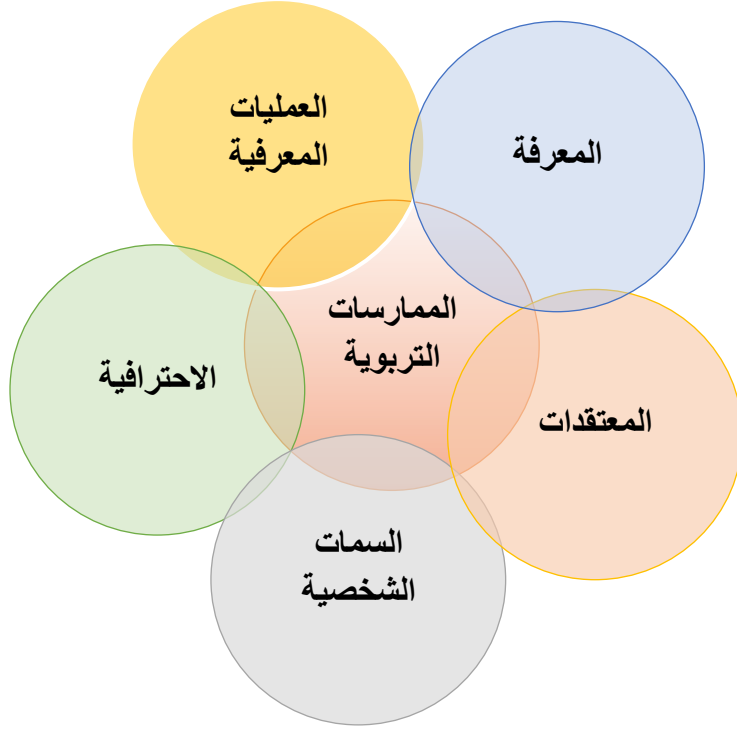 العمليات
المعرفية
المعرفة
الممارسات
التربوية
الاحترافية
المعتقدات
السمات
الشخصية